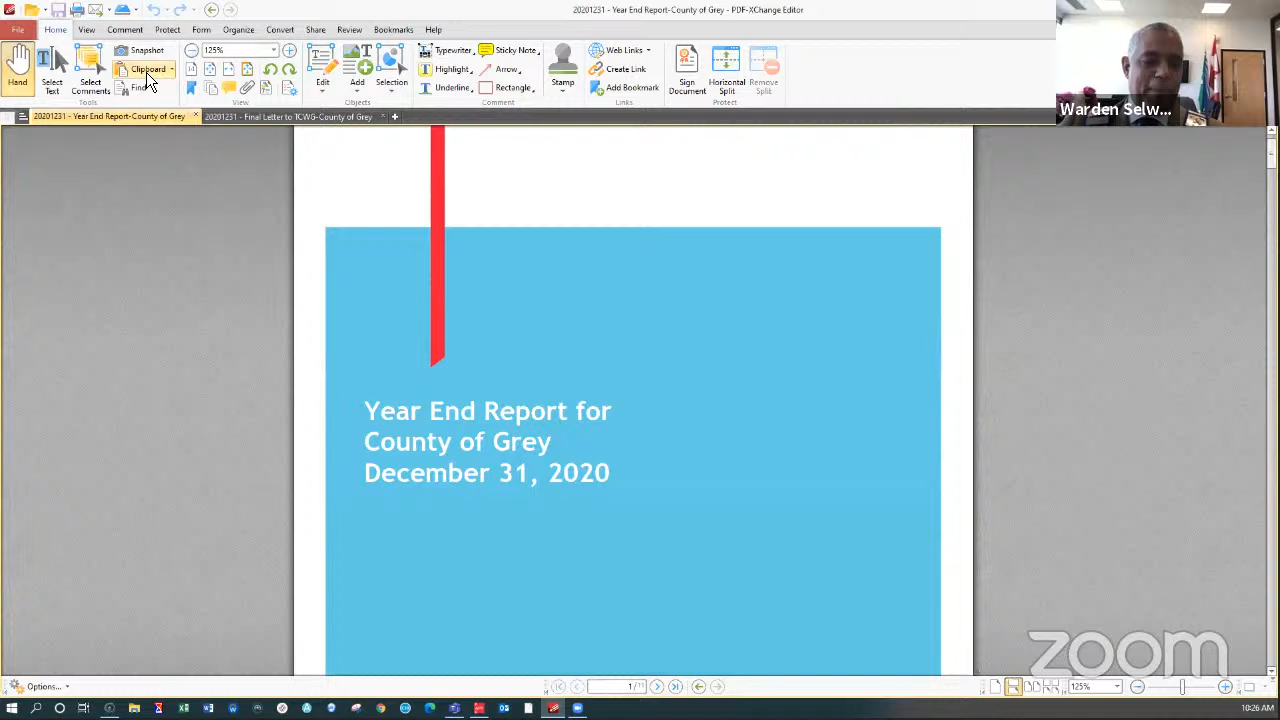 20201231 - Year End Report-County of Grey - PDF-XChange Editor
File Home View Comment Protect Form Organize Convert Share Review Bookmarks Help
Hand
Select Text
Select Comments
Snapshot
Clipboard
Find
Tools
125%
View
Edit
Add
Selection
Objects
Typewriter
Highlight
Underline
Sticky Note
Arrow
Rectangle
Stamp
Comment
Web Links
Create Link
Add Bookmark
Links
Sign Document
Horizontal Split
Remove Split
Protect
Warden Selw...
20201231 - Year End Report-County of Grey
20201231 - Final Letter to TCWG-County of Grey
Year End Report for
County of Grey
December 31, 2020
zoom
Options...
125%
10:26 AM